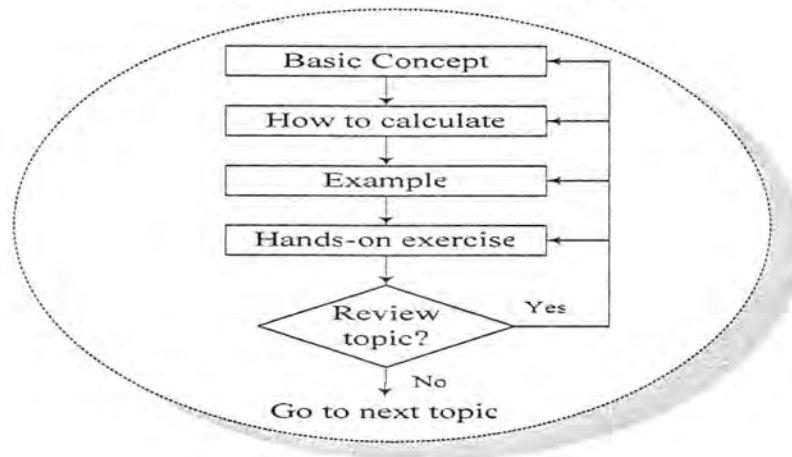 Basic Concept
How to calculate
Example
Hands-on exercise
Review
topic?
Yes
No
Go to next topic